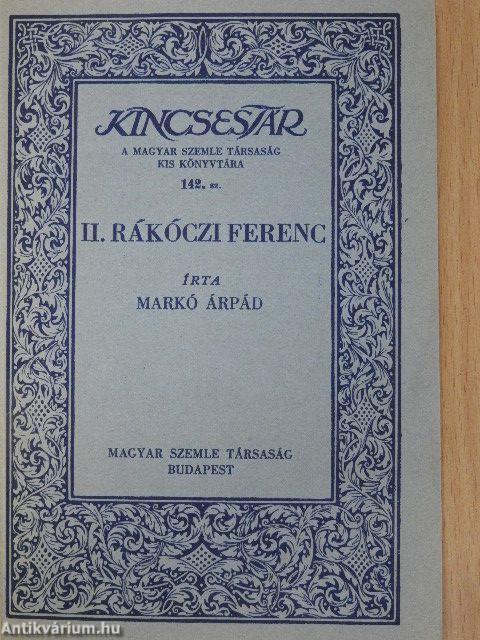 KINCSESTÁR
A MAGYAR SZEMLE TÁRSASÁG
KIS KÖNYVTÁRA
142. sz.
II. RÁKÓCZI FERENC
ÍRTA
MARKÓ ÁRPÁD
MAGYAR SZEMLE TÁRSASÁG
BUDAPEST
Antikvárium.hu